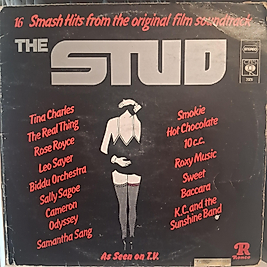 16 Smash Hits from the original film soundtrack
THE STUD
Tina Charles
The Real Thing
Rose Royce
Leo Sayer
Biddu Orchestra
Sally Sagoe
Cameron
Odyssey
Samantha Sang
Smokie
Hot Chocolate
10 c.c.
Roxy Music
Sweet
Baccara
K.C. and the
Sunshine Band
As Seen on T.V.
R
Ronco